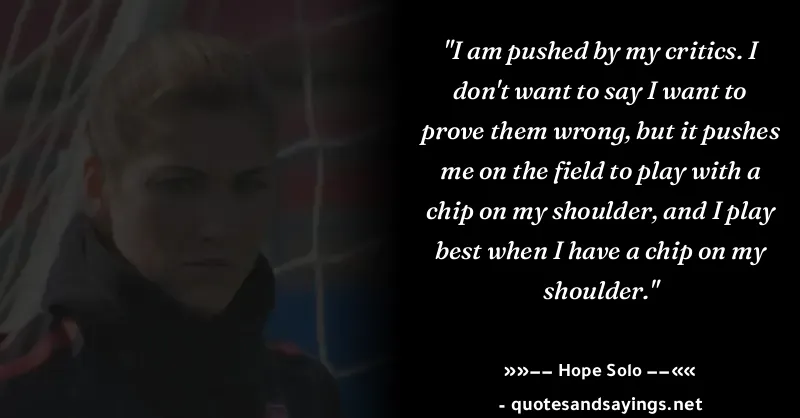 "I am pushed by my critics. I
don't want to say I want to
prove them wrong, but it pushes
me on the field to play with a
chip on my shoulder, and I play
best when I have a chip on my
shoulder."
»»–– Hope Solo ––««
- quotesandsayings.net